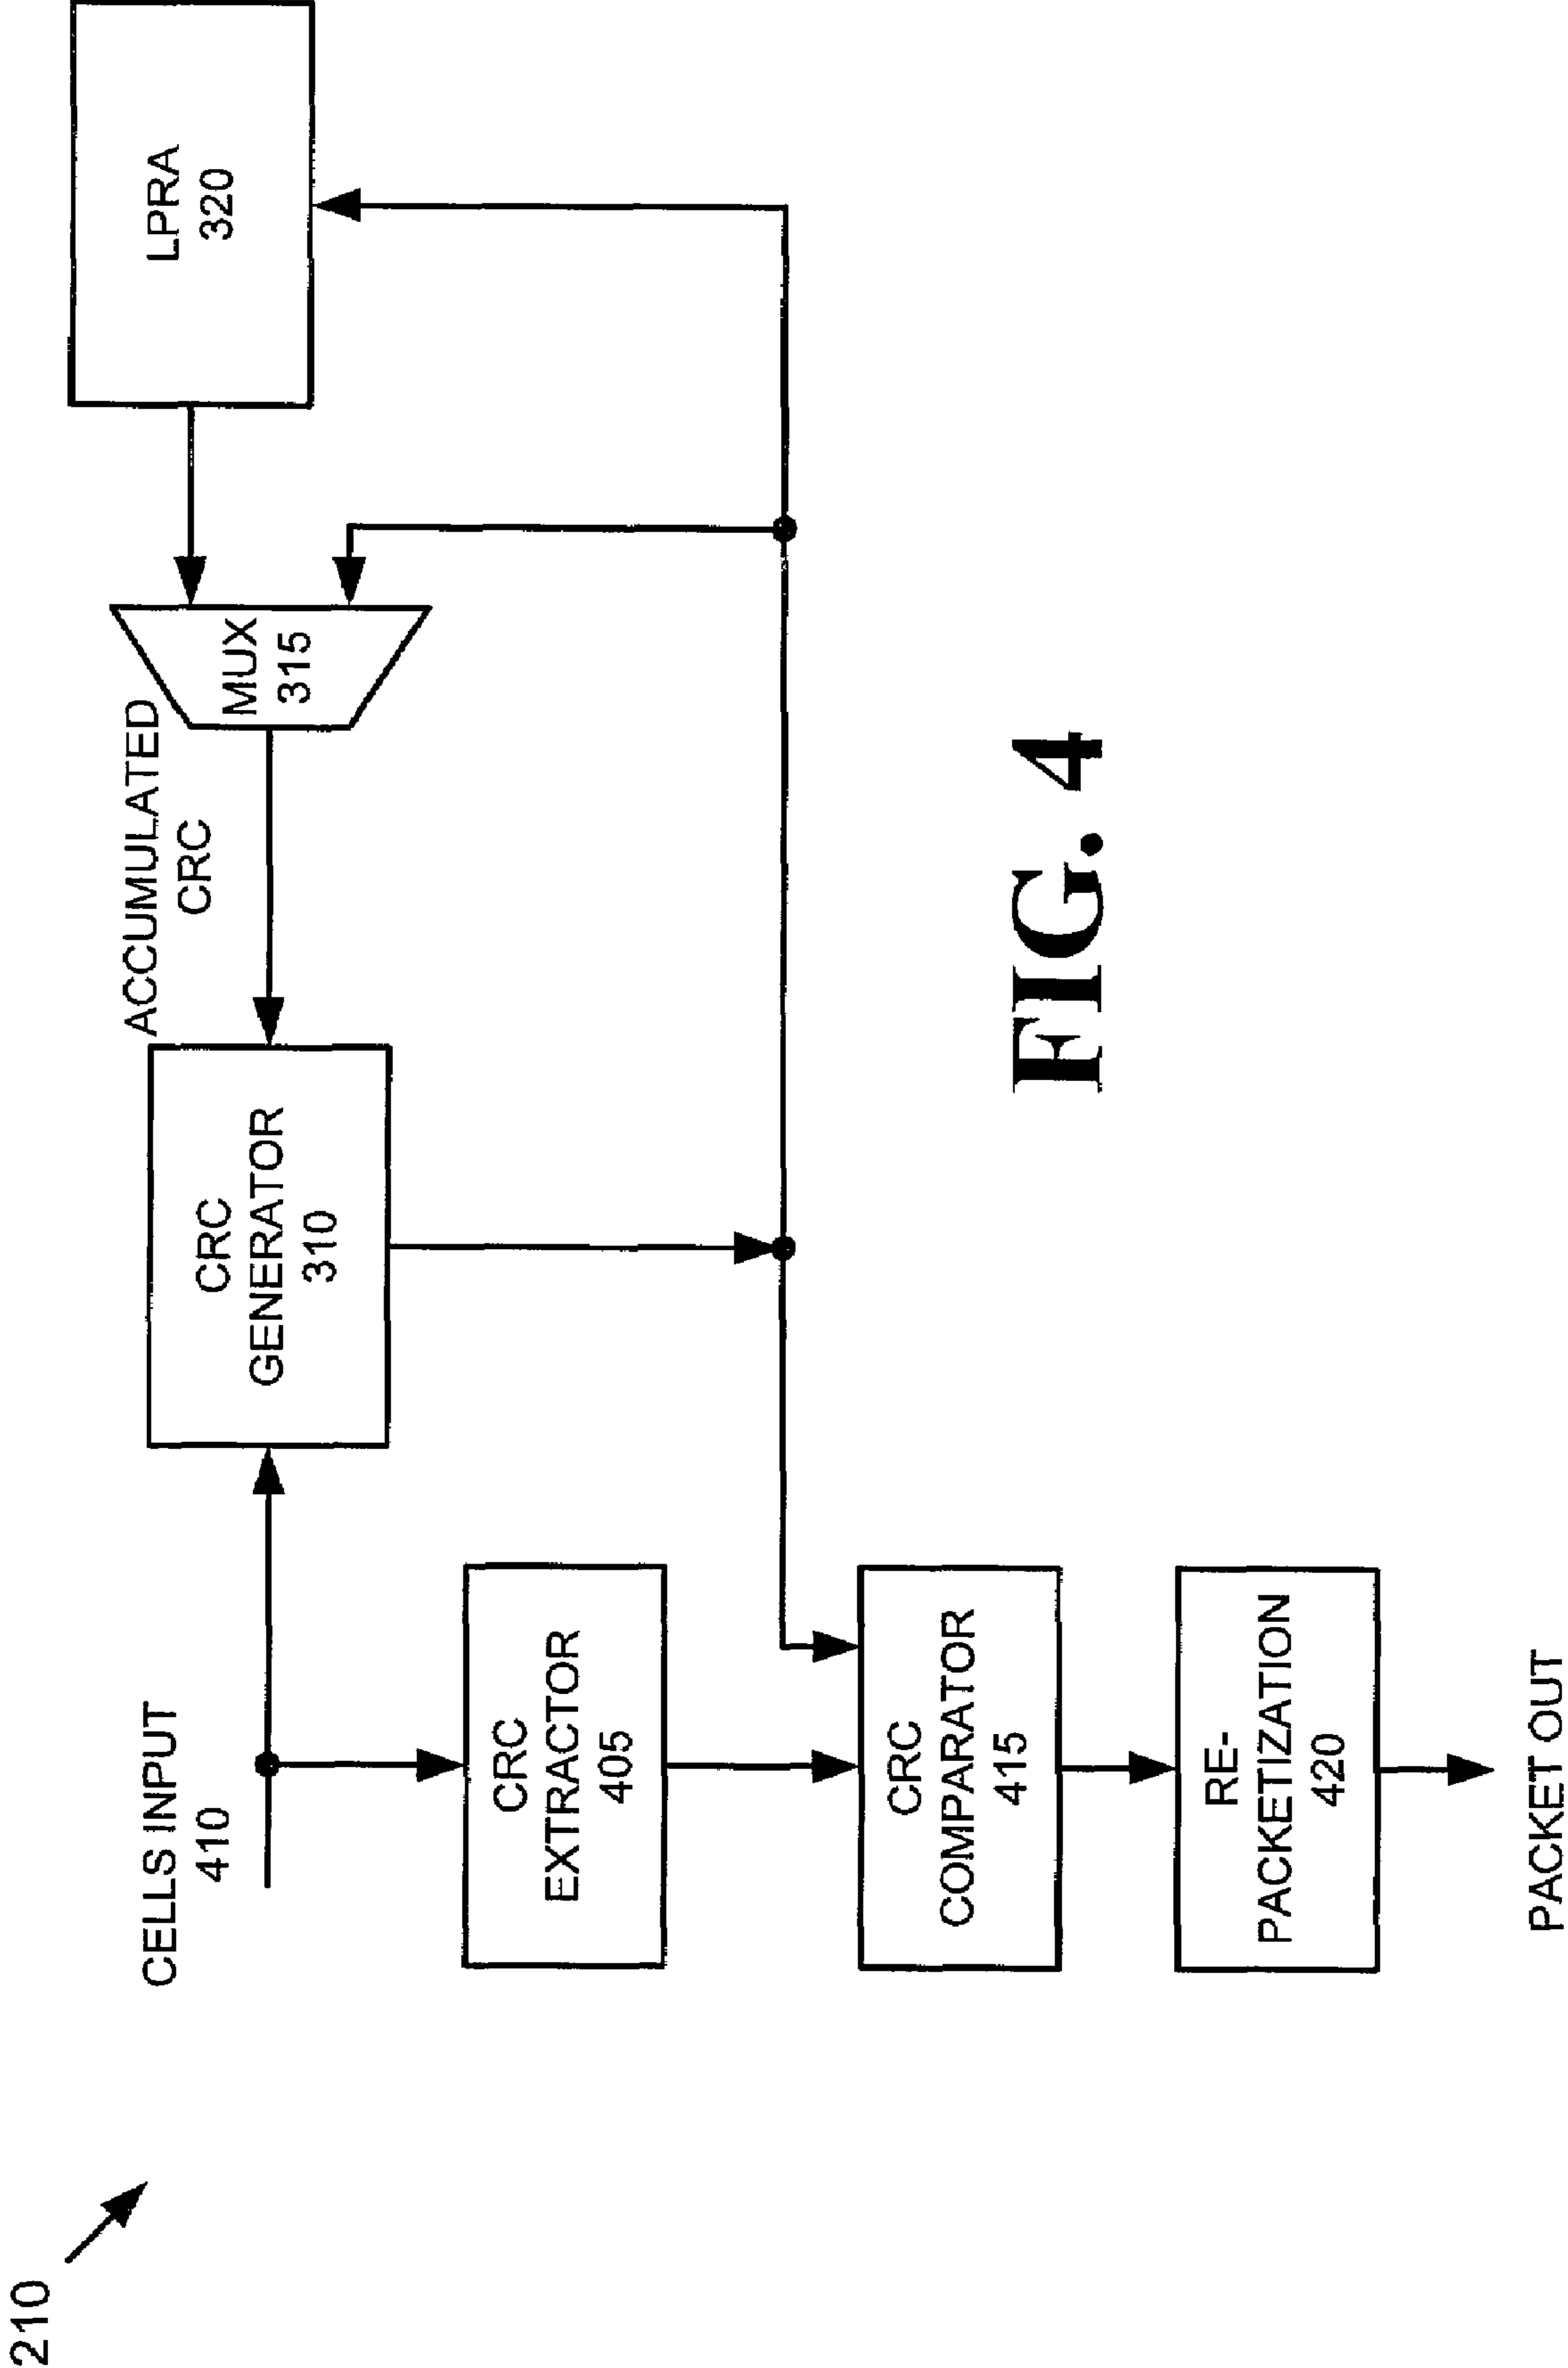 210
CELLS INPUT
410
CRC
GENERATOR
310
ACCUMULATED
CRC
MUX
315
LPRA
320
CRC
EXTRACTOR
405
CRC
COMPARATOR
415
RE-
PACKETIZATION
420
PACKET OUT
FIG. 4